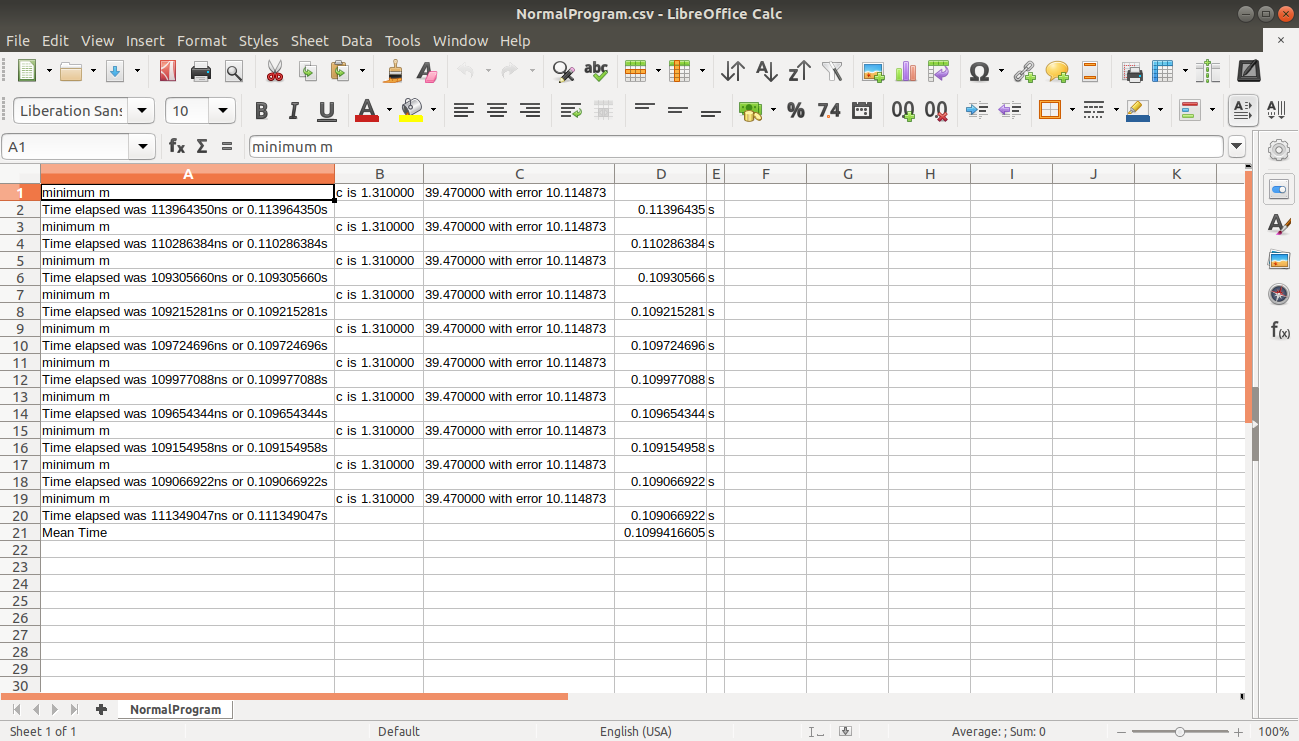 NormalProgram.csv - LibreOffice Calc
File Edit View Insert Format Styles Sheet Data Tools Window Help
Liberation Sans 10
A1 minimum m
A B C D E F G H I J K
1 minimum m c is 1.310000 39.470000 with error 10.114873
2 Time elapsed was 113964350ns or 0.113964350s 0.11396435 s
3 minimum m c is 1.310000 39.470000 with error 10.114873
4 Time elapsed was 110286384ns or 0.110286384s 0.110286384 s
5 minimum m c is 1.310000 39.470000 with error 10.114873
6 Time elapsed was 109305660ns or 0.109305660s 0.10930566 s
7 minimum m c is 1.310000 39.470000 with error 10.114873
8 Time elapsed was 109215281ns or 0.109215281s 0.109215281 s
9 minimum m c is 1.310000 39.470000 with error 10.114873
10 Time elapsed was 109724696ns or 0.109724696s 0.109724696 s
11 minimum m c is 1.310000 39.470000 with error 10.114873
12 Time elapsed was 109977088ns or 0.109977088s 0.109977088 s
13 minimum m c is 1.310000 39.470000 with error 10.114873
14 Time elapsed was 109654344ns or 0.109654344s 0.109654344 s
15 minimum m c is 1.310000 39.470000 with error 10.114873
16 Time elapsed was 109154958ns or 0.109154958s 0.109154958 s
17 minimum m c is 1.310000 39.470000 with error 10.114873
18 Time elapsed was 109066922ns or 0.109066922s 0.109066922 s
19 minimum m c is 1.310000 39.470000 with error 10.114873
20 Time elapsed was 111349047ns or 0.111349047s 0.109066922 s
21 Mean Time 0.1099416605 s
22
23
24
25
26
27
28
29
30
NormalProgram
Sheet 1 of 1 Default English (USA) Average: ; Sum: 0 100%